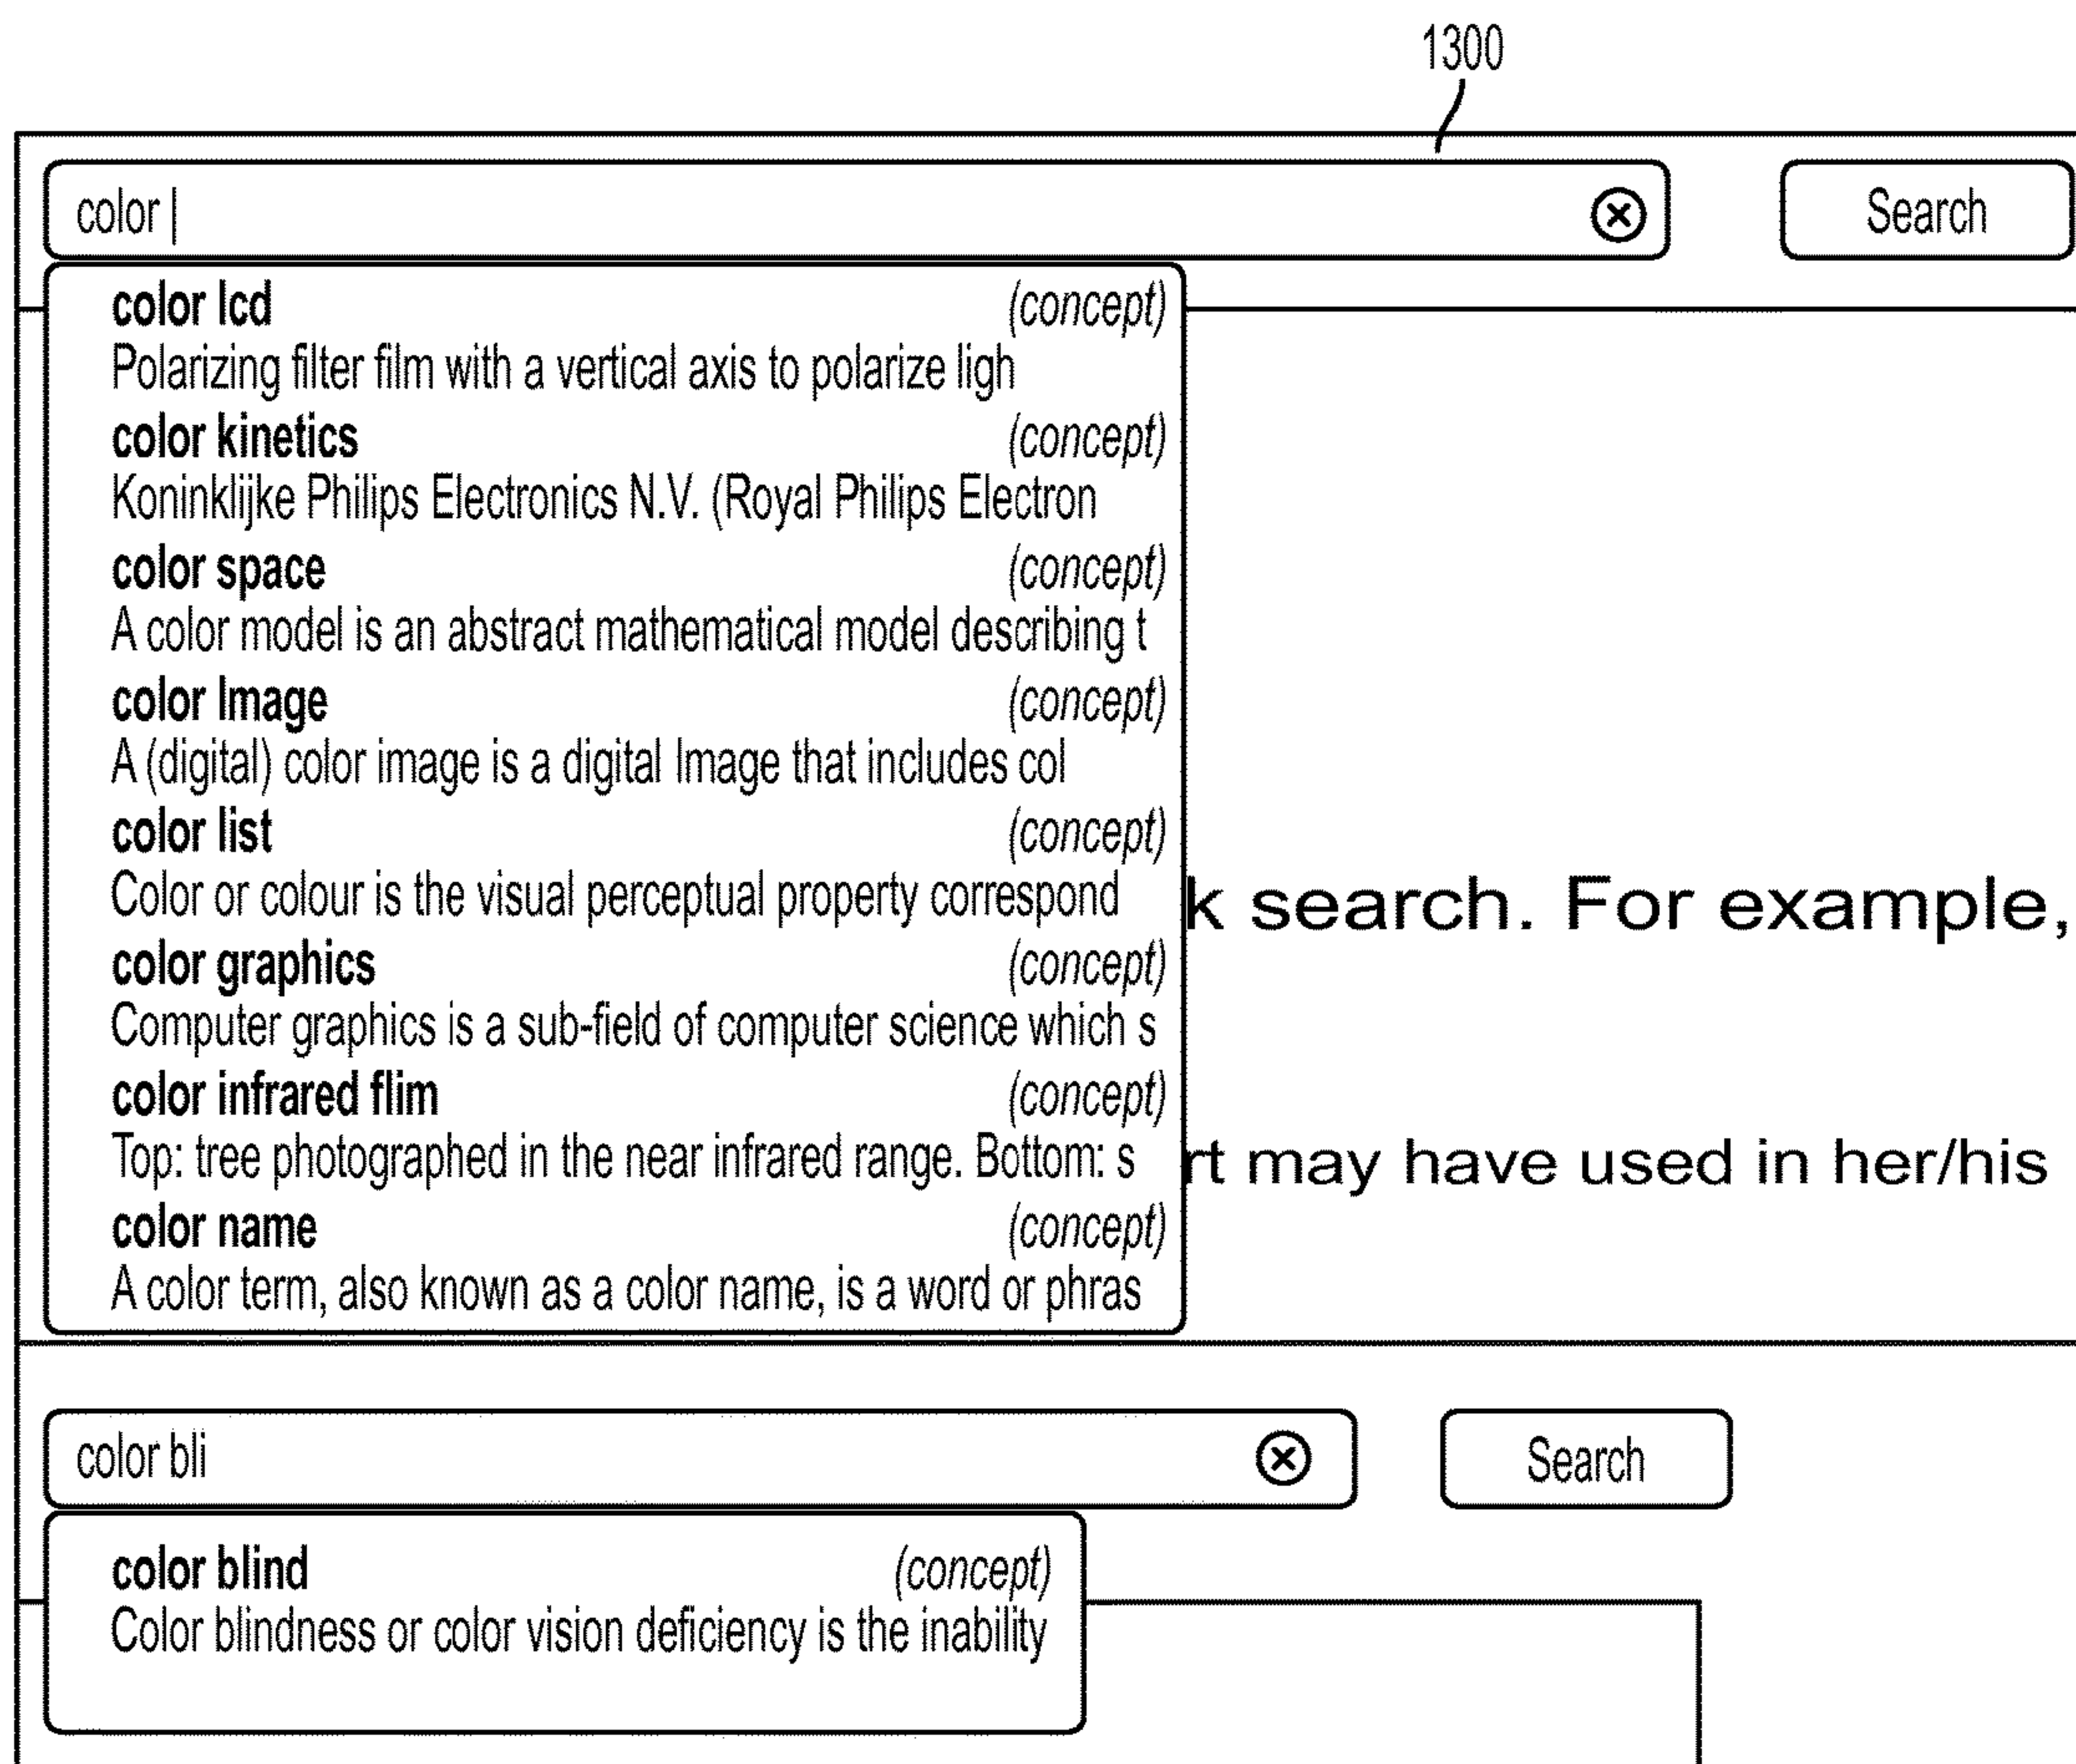 1300
color
Search
color lcd (concept)
Polarizing filter film with a vertical axis to polarize ligh
color kinetics (concept)
Koninklijke Philips Electronics N.V. (Royal Philips Electron
color space (concept)
A color model is an abstract mathematical model describing t
color Image (concept)
A (digital) color image is a digital Image that includes col
color list (concept)
Color or colour is the visual perceptual property correspond
k search. For example,
color graphics (concept)
Computer graphics is a sub-field of computer science which s
color infrared flim (concept)
Top: tree photographed in the near infrared range. Bottom: s
rt may have used in her/his
color name (concept)
A color term, also known as a color name, is a word or phras
color bli
Search
color blind (concept)
Color blindness or color vision deficiency is the inability